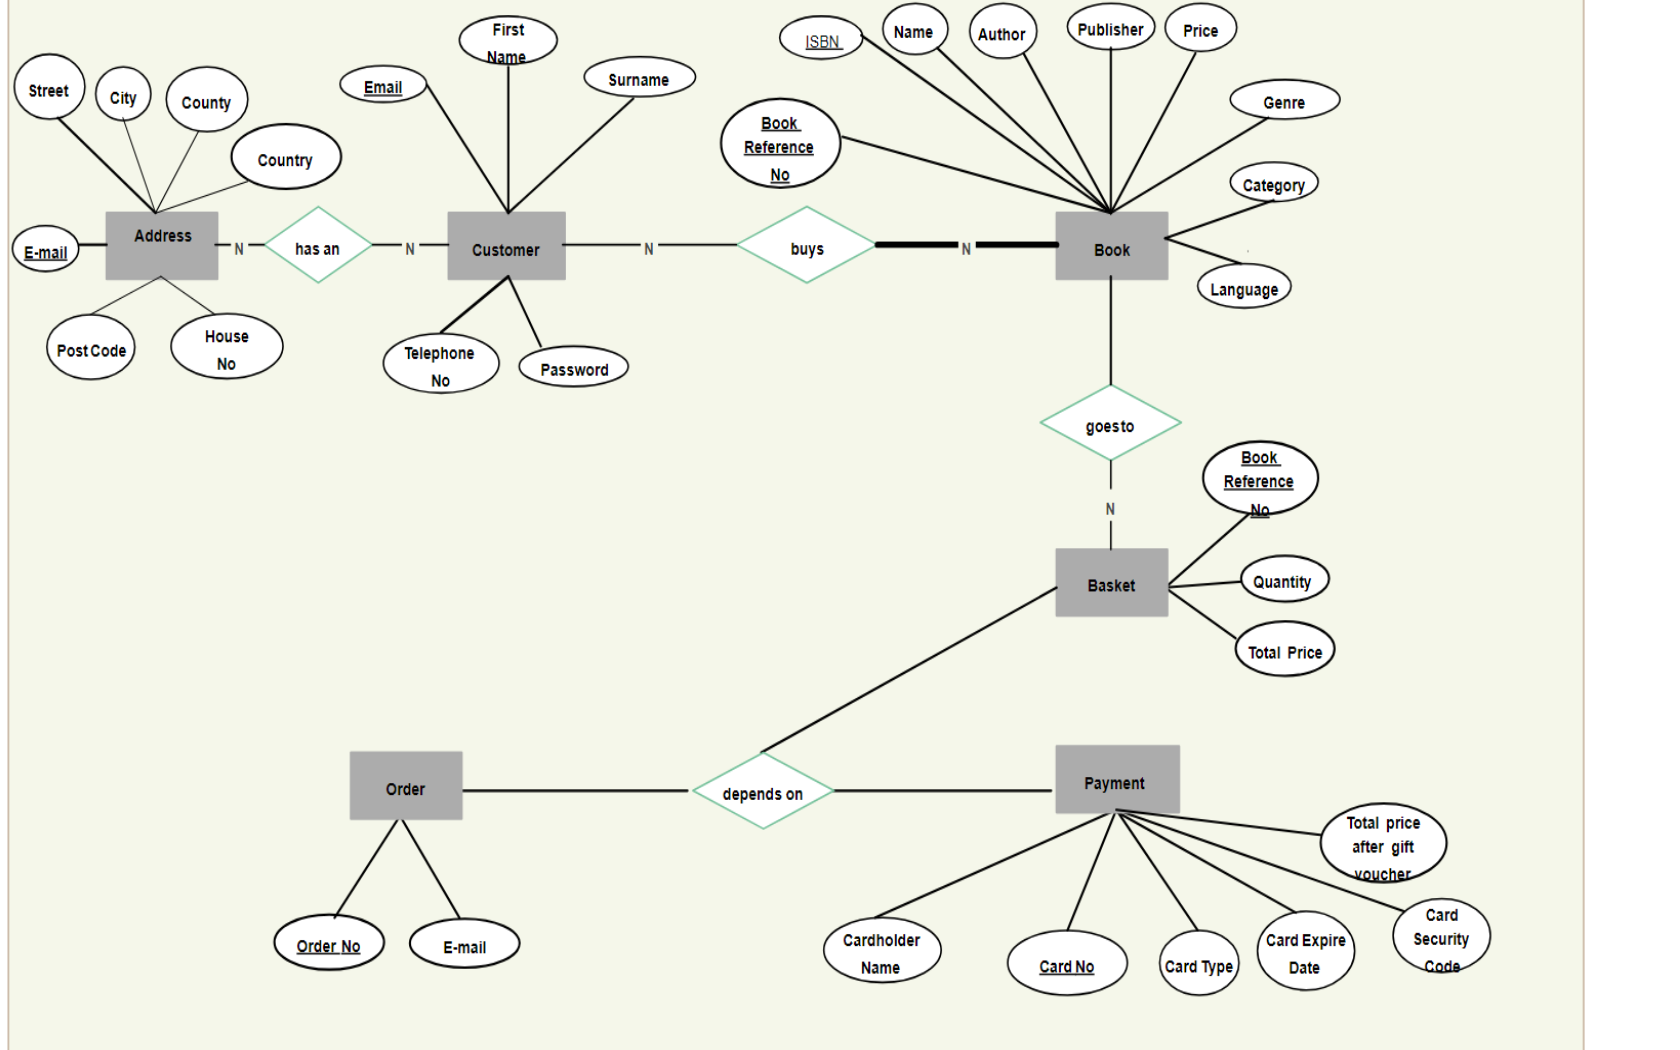 First
Name
Email
Surname
Street
City
County
Country
E-mail
Address
Post Code
House
No
N
has an
N
Customer
Telephone
No
Password
N
buys
N
ISBN
Name
Author
Publisher
Price
Genre
Category
Language
Book
Reference
No
Book
goes to
N
Book
Reference
No
Basket
Quantity
Total Price
Order
Order No
E-mail
depends on
Payment
Total price
after gift
voucher
Card
Security
Code
Card Expire
Date
Card Type
Card No
Cardholder
Name